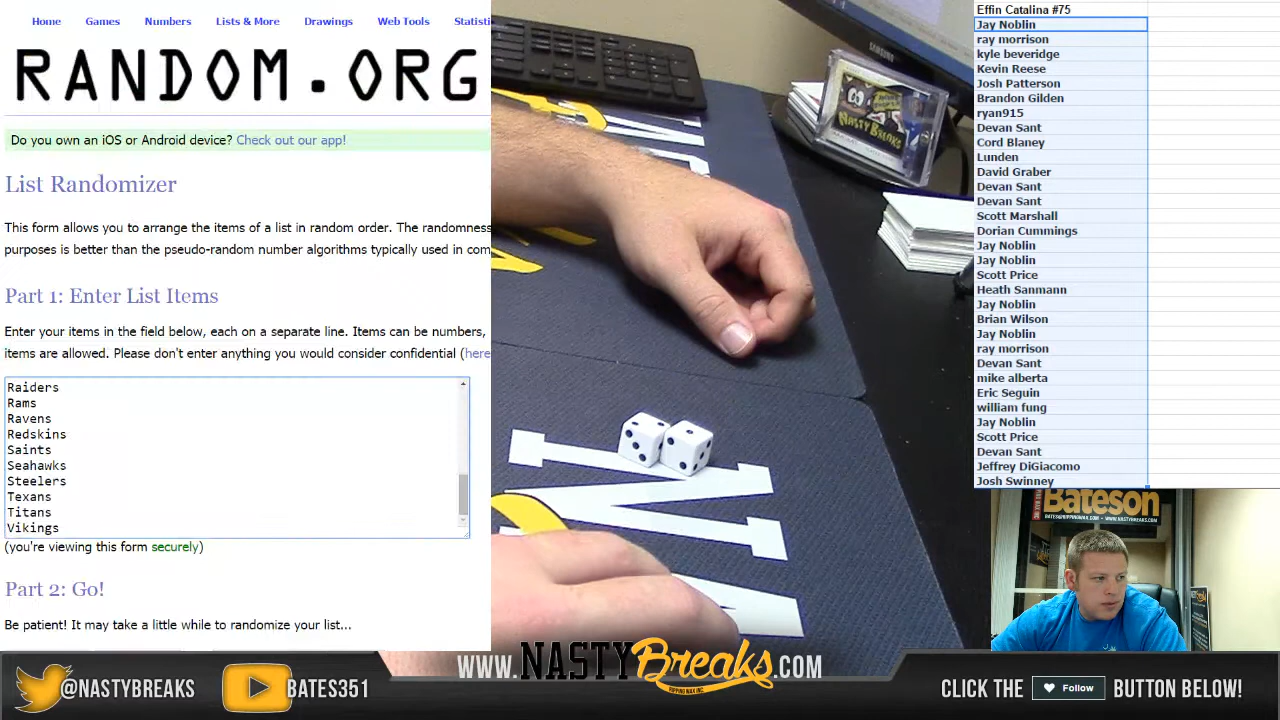 Home Games Numbers Lists & More Drawings Web Tools Statisti
RANDOM.ORG
Do you own an iOS or Android device? Check out our app!
List Randomizer
This form allows you to arrange the items of a list in random order. The randomness
purposes is better than the pseudo-random number algorithms typically used in com
Part 1: Enter List Items
Enter your items in the field below, each on a separate line. Items can be numbers,
items are allowed. Please don't enter anything you would consider confidential (here
Raiders
Rams
Ravens
Redskins
Saints
Seahawks
Steelers
Texans
Titans
Vikings
(you're viewing this form securely)
Part 2: Go!
Be patient! It may take a little while to randomize your list...
SAMSUNG
NASTY BREAKS
Effin Catalina #75
Jay Noblin
ray morrison
kyle beveridge
Kevin Reese
Josh Patterson
Brandon Gilden
ryan915
Devan Sant
Cord Blaney
Lunden
David Graber
Devan Sant
Devan Sant
Scott Marshall
Dorian Cummings
Jay Noblin
Jay Noblin
Scott Price
Heath Sanmann
Jay Noblin
Brian Wilson
Jay Noblin
ray morrison
Devan Sant
mike alberta
Eric Seguin
william fung
Jay Noblin
Scott Price
Devan Sant
Jeffrey DiGiacomo
Josh Swinney
Bateson
@NASTYBREAKS
BATES351
WWW.NASTYBreaks.COM
RIPPING WAX INC.
CLICK THE Follow BUTTON BELOW!